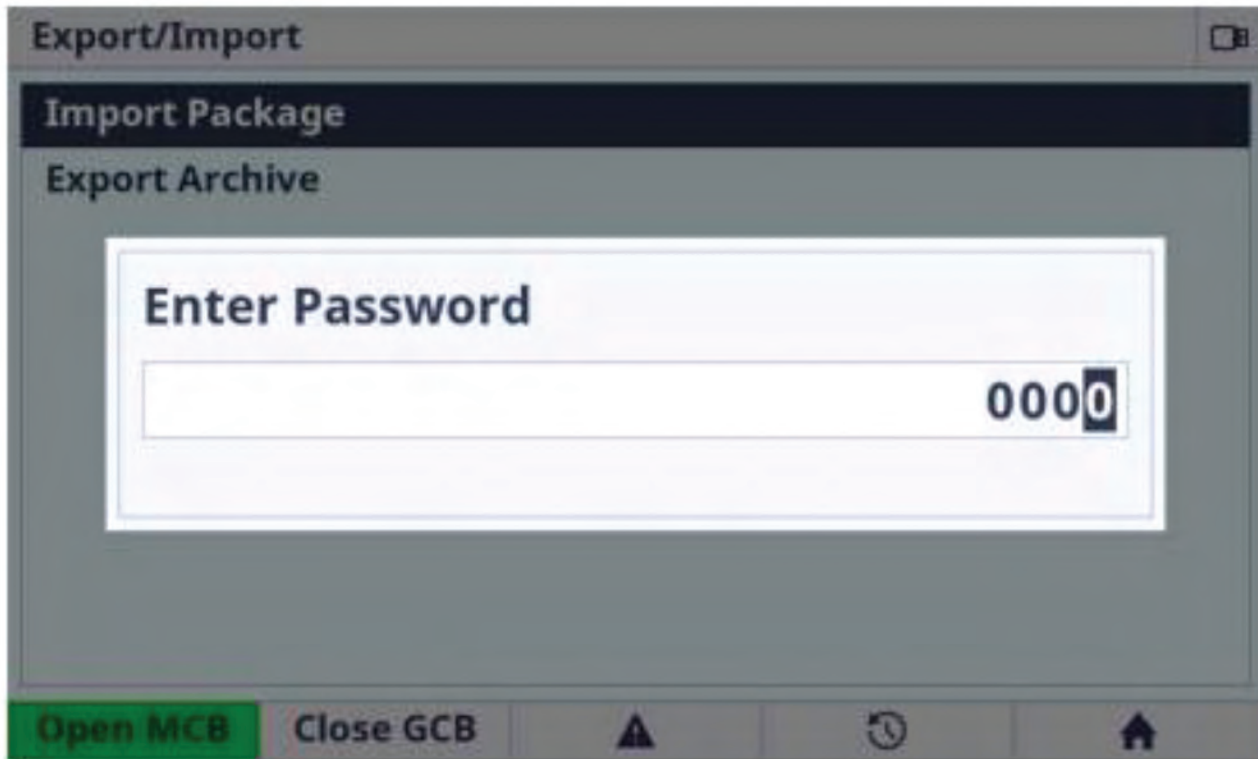 Export/Import
Import Package
Export Archive
Enter Password
0000
Open MCB Close GCB